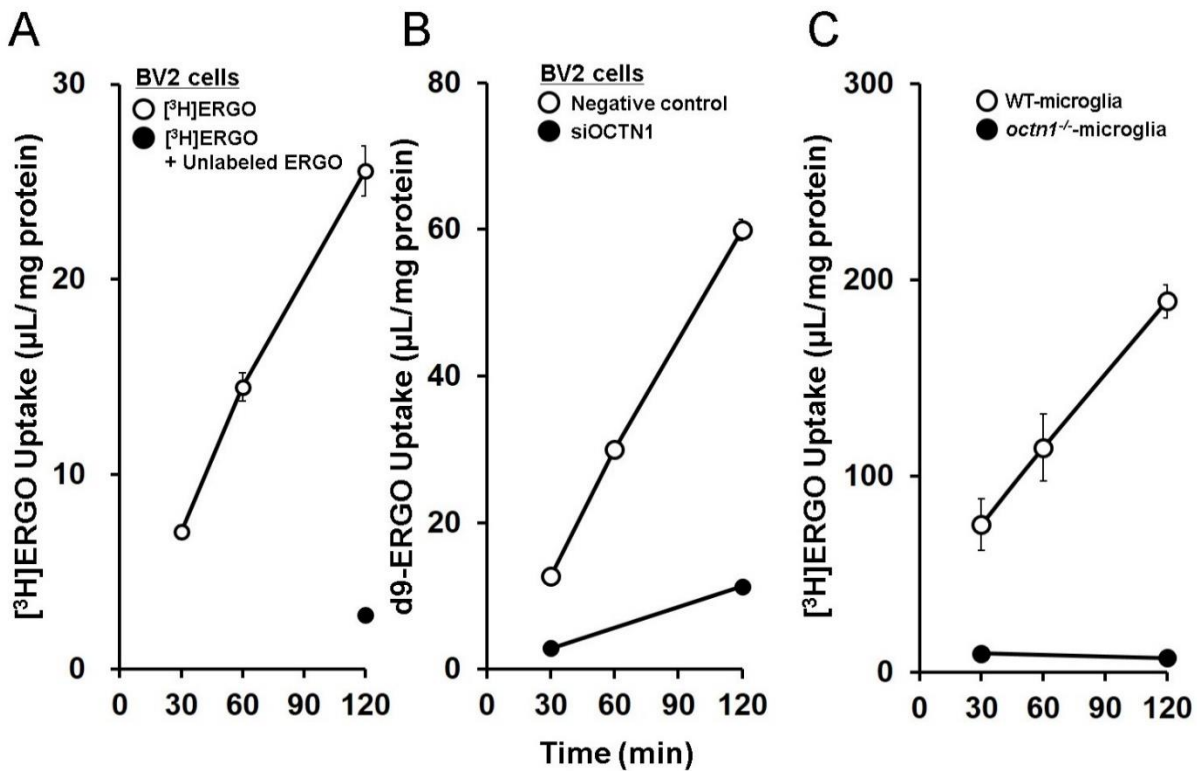 A
[³H]ERGO Uptake (µL/mg protein)
30
20
10
0
BV2 cells
[³H]ERGO
[³H]ERGO
+ Unlabeled ERGO
0 30 60 90 120
B
d9-ERGO Uptake (µL/mg protein)
80
60
40
20
0
BV2 cells
Negative control
siOCTN1
0 30 60 90 120
C
[³H]ERGO Uptake (µL/mg protein)
300
200
100
0
WT-microglia
octn1⁻/⁻-microglia
0 30 60 90 120
Time (min)